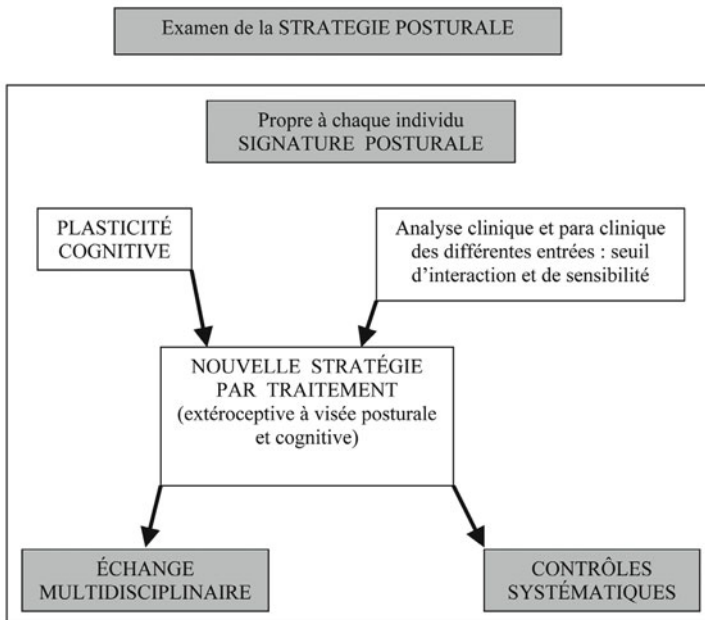 Examen de la STRATEGIE POSTURALE
Propre à chaque individu
SIGNATURE POSTURALE
PLASTICITÉ
COGNITIVE
Analyse clinique et para clinique
des différentes entrées : seuil
d’interaction et de sensibilité
NOUVELLE STRATÉGIE
PAR TRAITEMENT
(extéroceptive à visée posturale
et cognitive)
ÉCHANGE
MULTIDISCIPLINAIRE
CONTRÔLES
SYSTÉMATIQUES